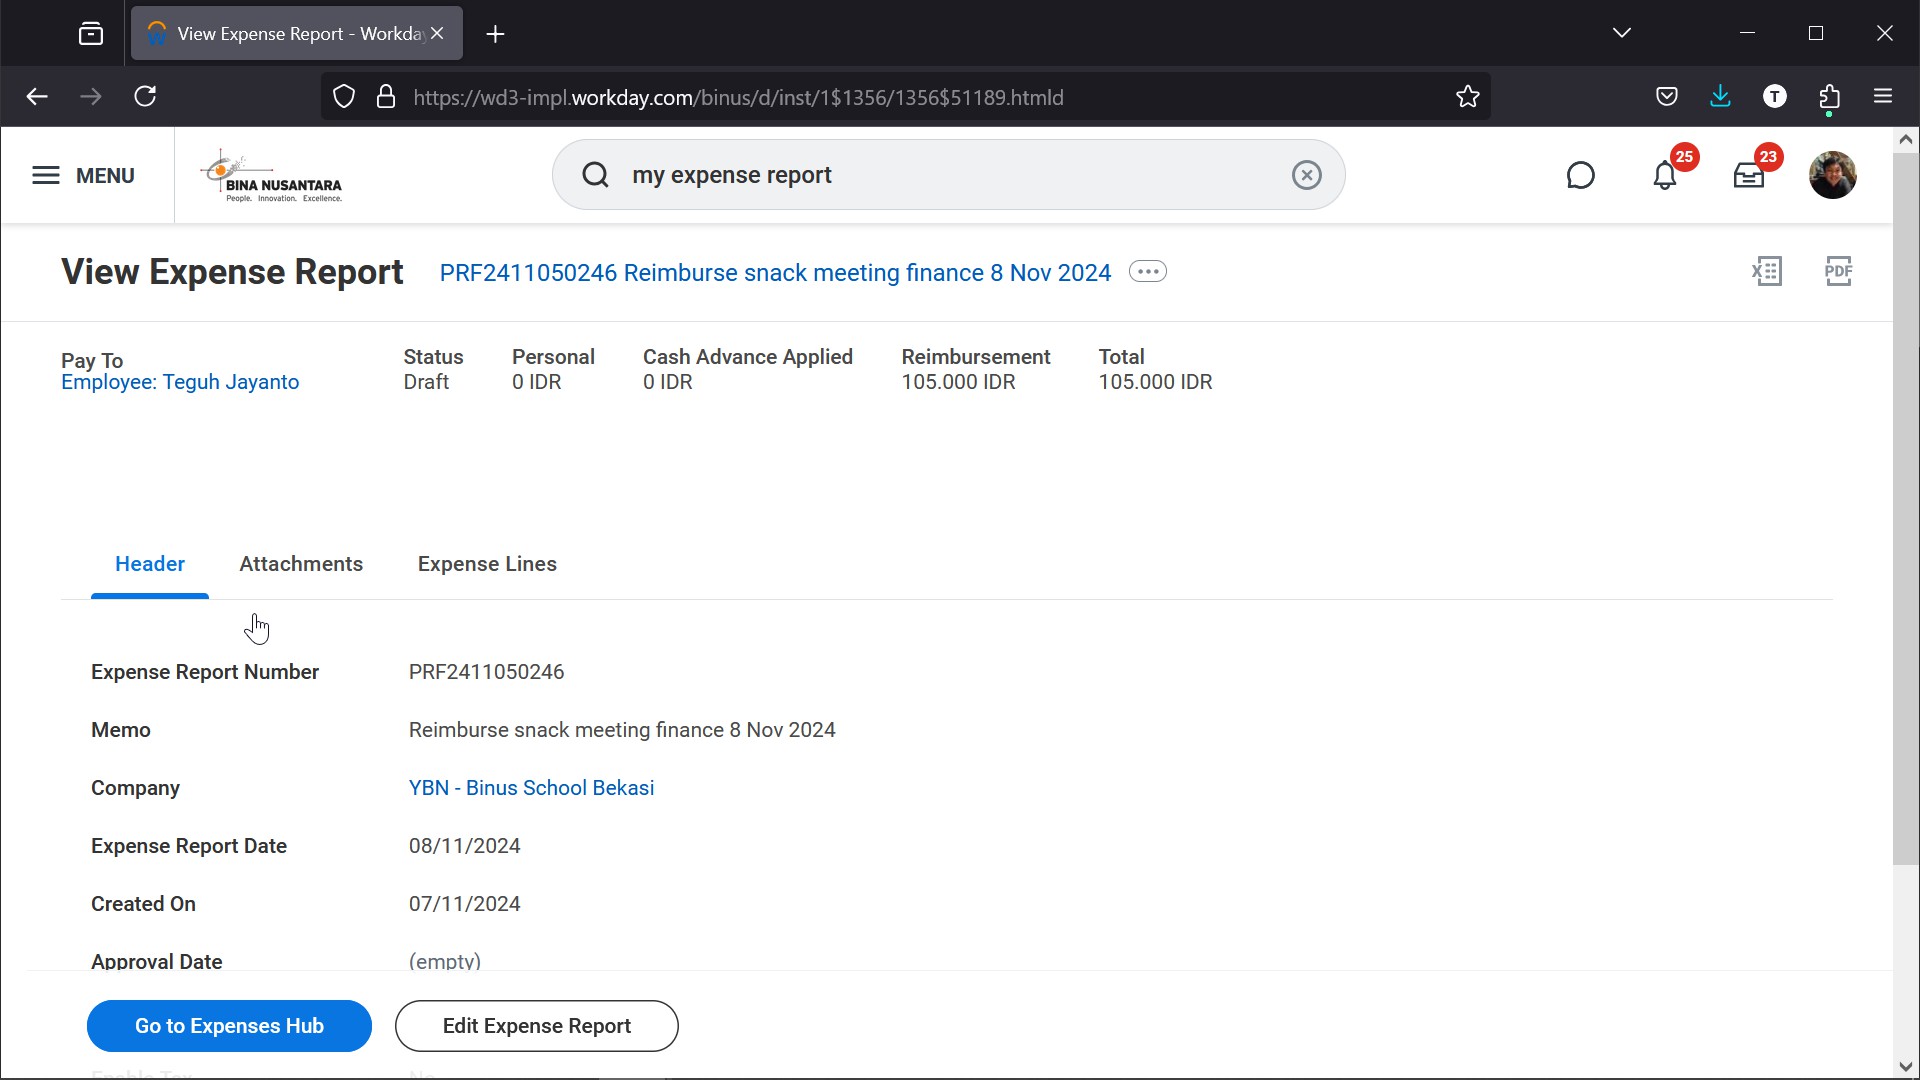 View Expense Report - Workday
https://wd3-impl.workday.com/binus/d/inst/1$1356/1356$51189.htmld
MENU
BINA NUSANTARA
People. Innovation. Excellence.
my expense report
25
23
View Expense Report
PRF2411050246 Reimburse snack meeting finance 8 Nov 2024
PDF
Pay To
Employee: Teguh Jayanto
Status
Draft
Personal
0 IDR
Cash Advance Applied
0 IDR
Reimbursement
105.000 IDR
Total
105.000 IDR
Header
Attachments
Expense Lines
Expense Report Number PRF2411050246
Memo Reimburse snack meeting finance 8 Nov 2024
Company YBN - Binus School Bekasi
Expense Report Date 08/11/2024
Created On 07/11/2024
Approval Date (empty)
Go to Expenses Hub
Edit Expense Report
Enable Tax No